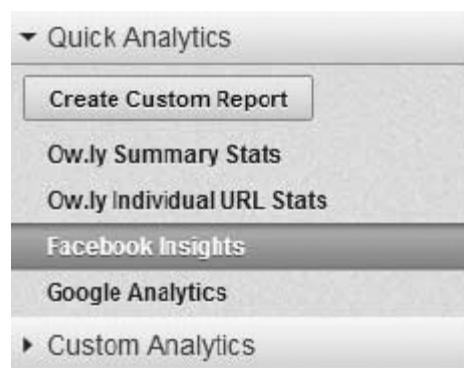 Quick Analytics
Create Custom Report
Ow.ly Summary Stats
Ow.ly Individual URL Stats
Facebook Insights
Google Analytics
Custom Analytics